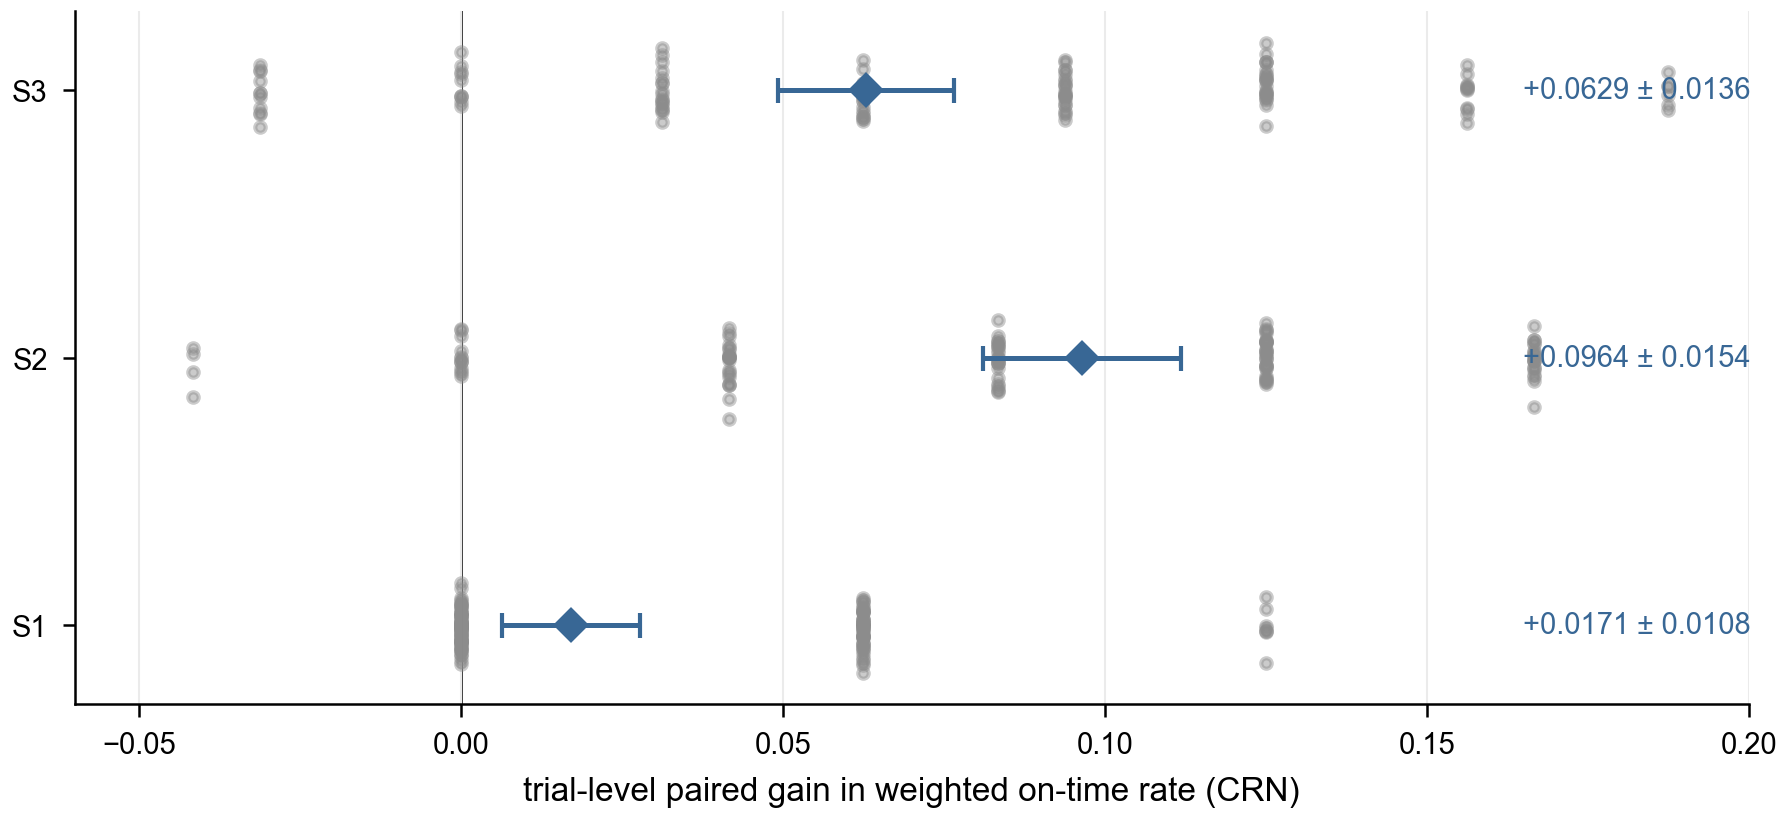 S3
+0.0629 ± 0.0136
S2
+0.0964 ± 0.0154
S1
+0.0171 ± 0.0108
−0.05 0.00 0.05 0.10 0.15 0.20
trial-level paired gain in weighted on-time rate (CRN)